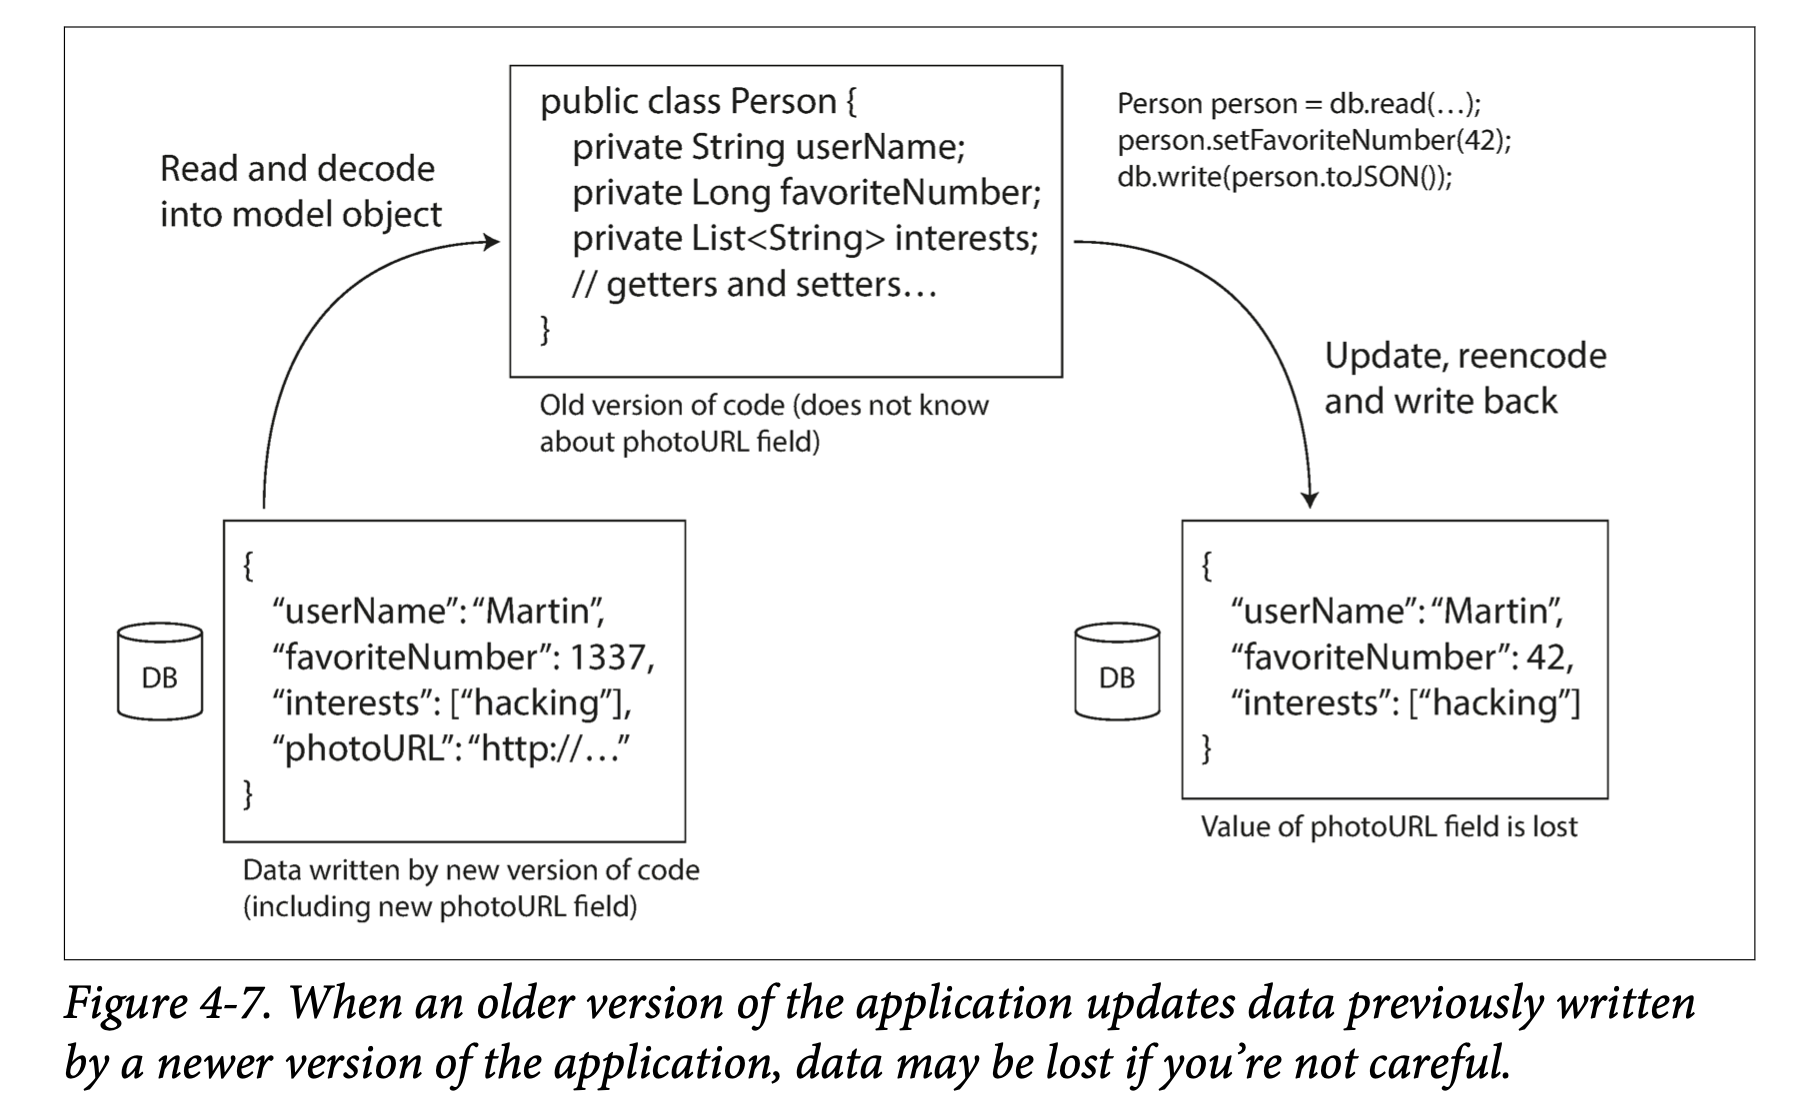 public class Person {
private String userName;
private Long favoriteNumber;
private List<String> interests;
// getters and setters…
}
Person person = db.read(…);
person.setFavoriteNumber(42);
db.write(person.toJSON());
Read and decode
into model object
Old version of code (does not know
about photoURL field)
Update, reencode
and write back
DB
{
“userName”: “Martin”,
“favoriteNumber”: 1337,
“interests”: [“hacking”],
“photoURL”: “http://…”
}
Data written by new version of code
(including new photoURL field)
DB
{
“userName”: “Martin”,
“favoriteNumber”: 42,
“interests”: [“hacking”]
}
Value of photoURL field is lost
Figure 4-7. When an older version of the application updates data previously written
by a newer version of the application, data may be lost if you’re not careful.